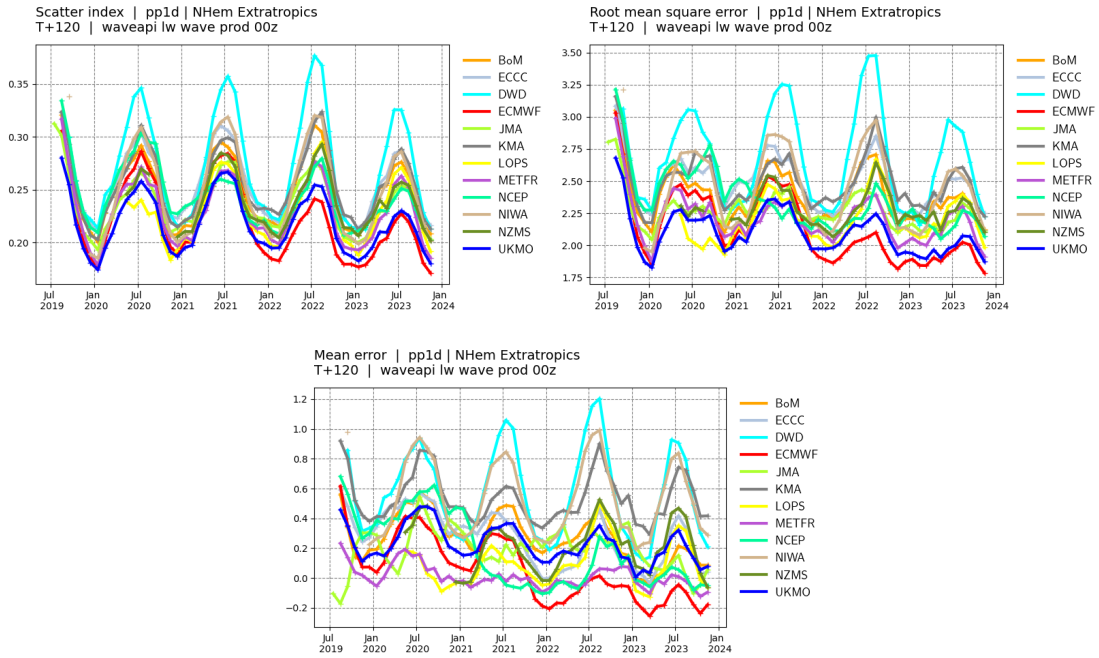 Scatter index | pp1d | NHem Extratropics
T+120 | waveapi lw wave prod 00z
0.35
0.30
0.25
0.20
Jul 2019
Jan 2020
Jul 2020
Jan 2021
Jul 2021
Jan 2022
Jul 2022
Jan 2023
Jul 2023
Jan 2024
BoM
ECCC
DWD
ECMWF
JMA
KMA
LOPS
METFR
NCEP
NIWA
NZMS
UKMO
Root mean square error | pp1d | NHem Extratropics
T+120 | waveapi lw wave prod 00z
3.50
3.25
3.00
2.75
2.50
2.25
2.00
1.75
Jul 2019
Jan 2020
Jul 2020
Jan 2021
Jul 2021
Jan 2022
Jul 2022
Jan 2023
Jul 2023
Jan 2024
BoM
ECCC
DWD
ECMWF
JMA
KMA
LOPS
METFR
NCEP
NIWA
NZMS
UKMO
Mean error | pp1d | NHem Extratropics
T+120 | waveapi lw wave prod 00z
1.2
1.0
0.8
0.6
0.4
0.2
0.0
−0.2
Jul 2019
Jan 2020
Jul 2020
Jan 2021
Jul 2021
Jan 2022
Jul 2022
Jan 2023
Jul 2023
Jan 2024
BoM
ECCC
DWD
ECMWF
JMA
KMA
LOPS
METFR
NCEP
NIWA
NZMS
UKMO